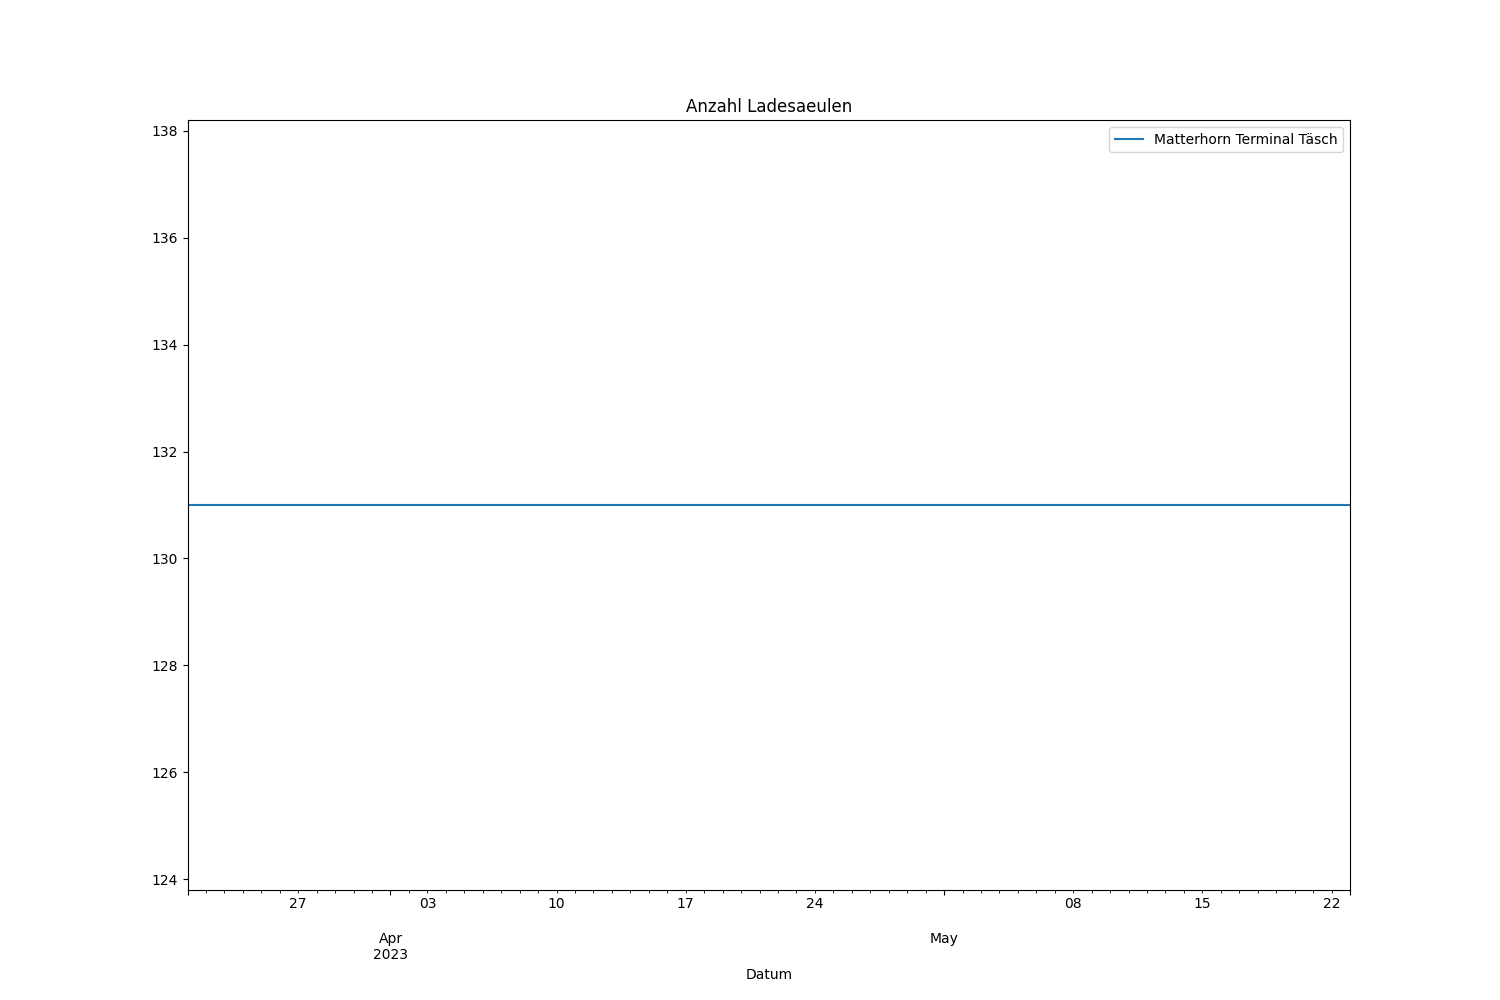 Anzahl Ladesaeulen
Matterhorn Terminal Täsch
138
136
134
132
130
128
126
124
27 03 10 17 24 08 15 22
Apr May
2023
Datum